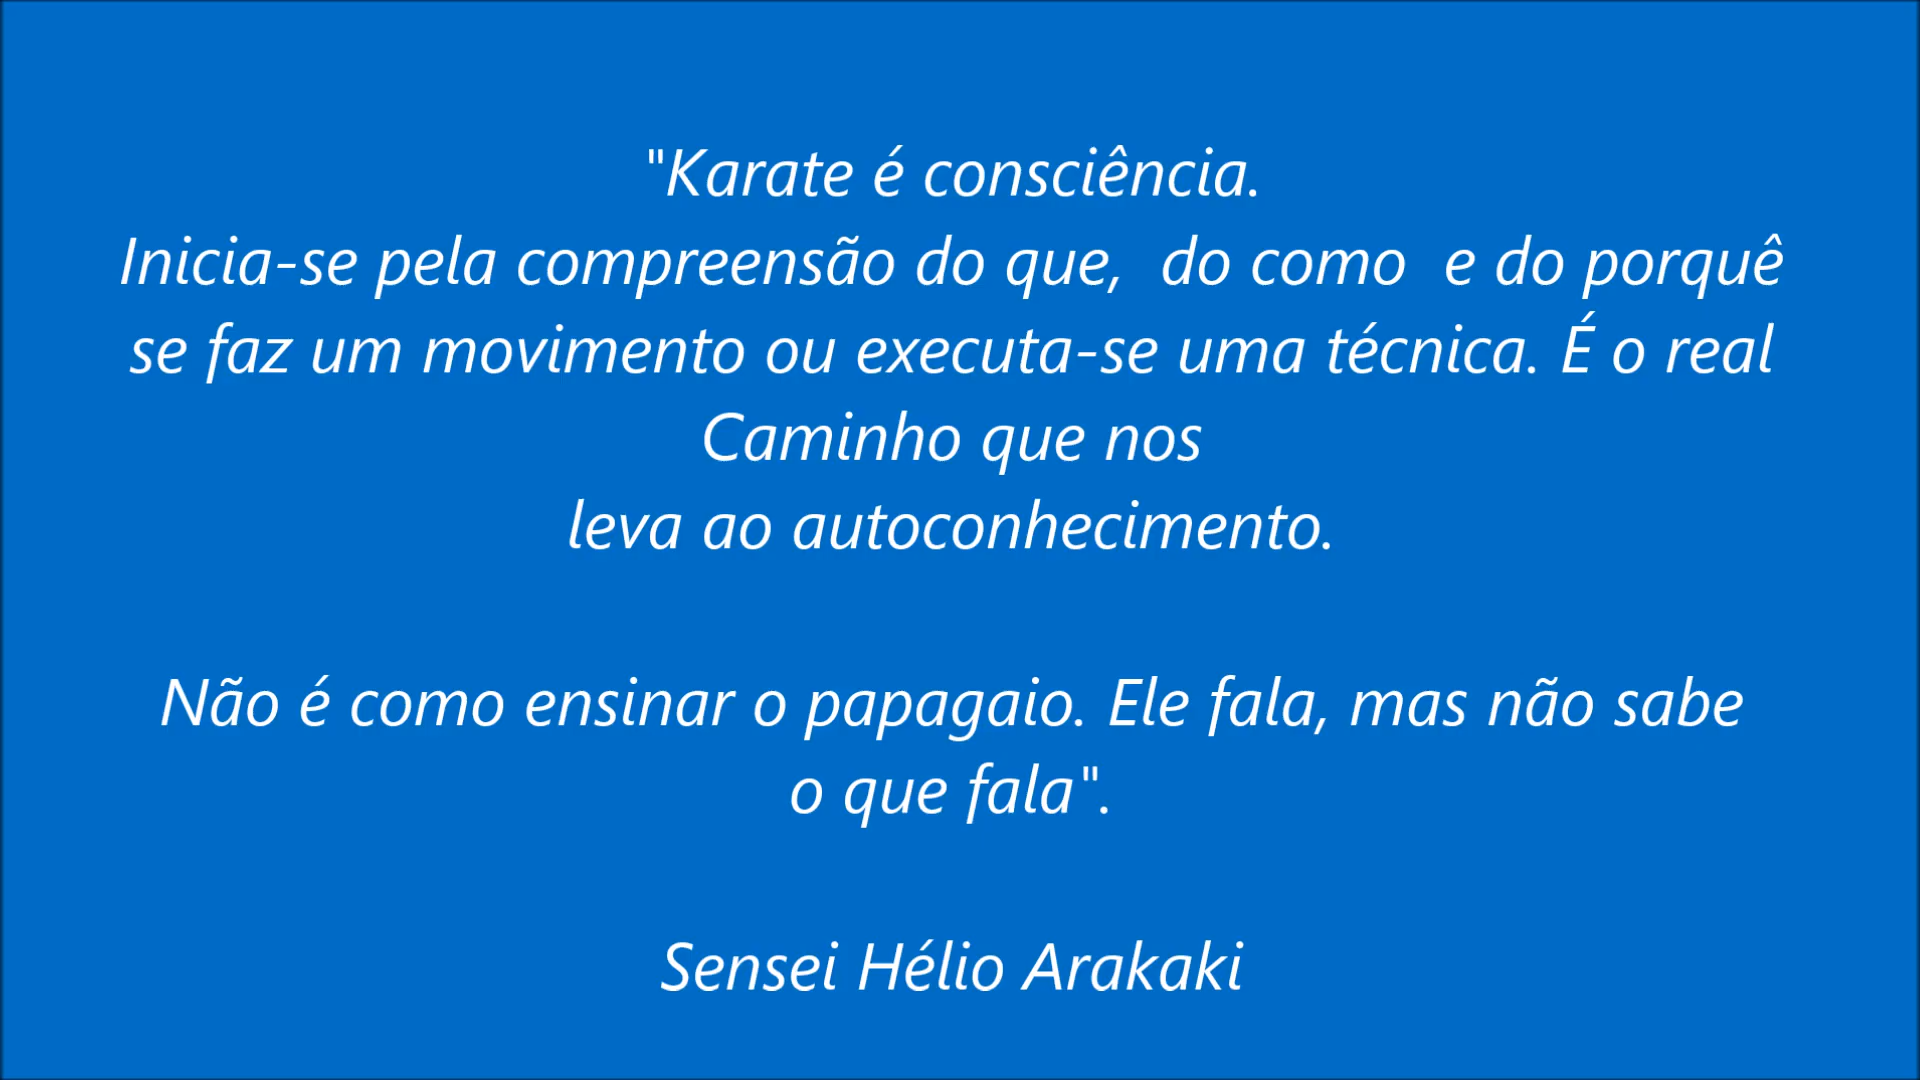 "Karate é consciência.
Inicia-se pela compreensão do que,  do como  e do porquê
se faz um movimento ou executa-se uma técnica. É o real
Caminho que nos
leva ao autoconhecimento.
Não é como ensinar o papagaio. Ele fala, mas não sabe
o que fala".
Sensei Hélio Arakaki